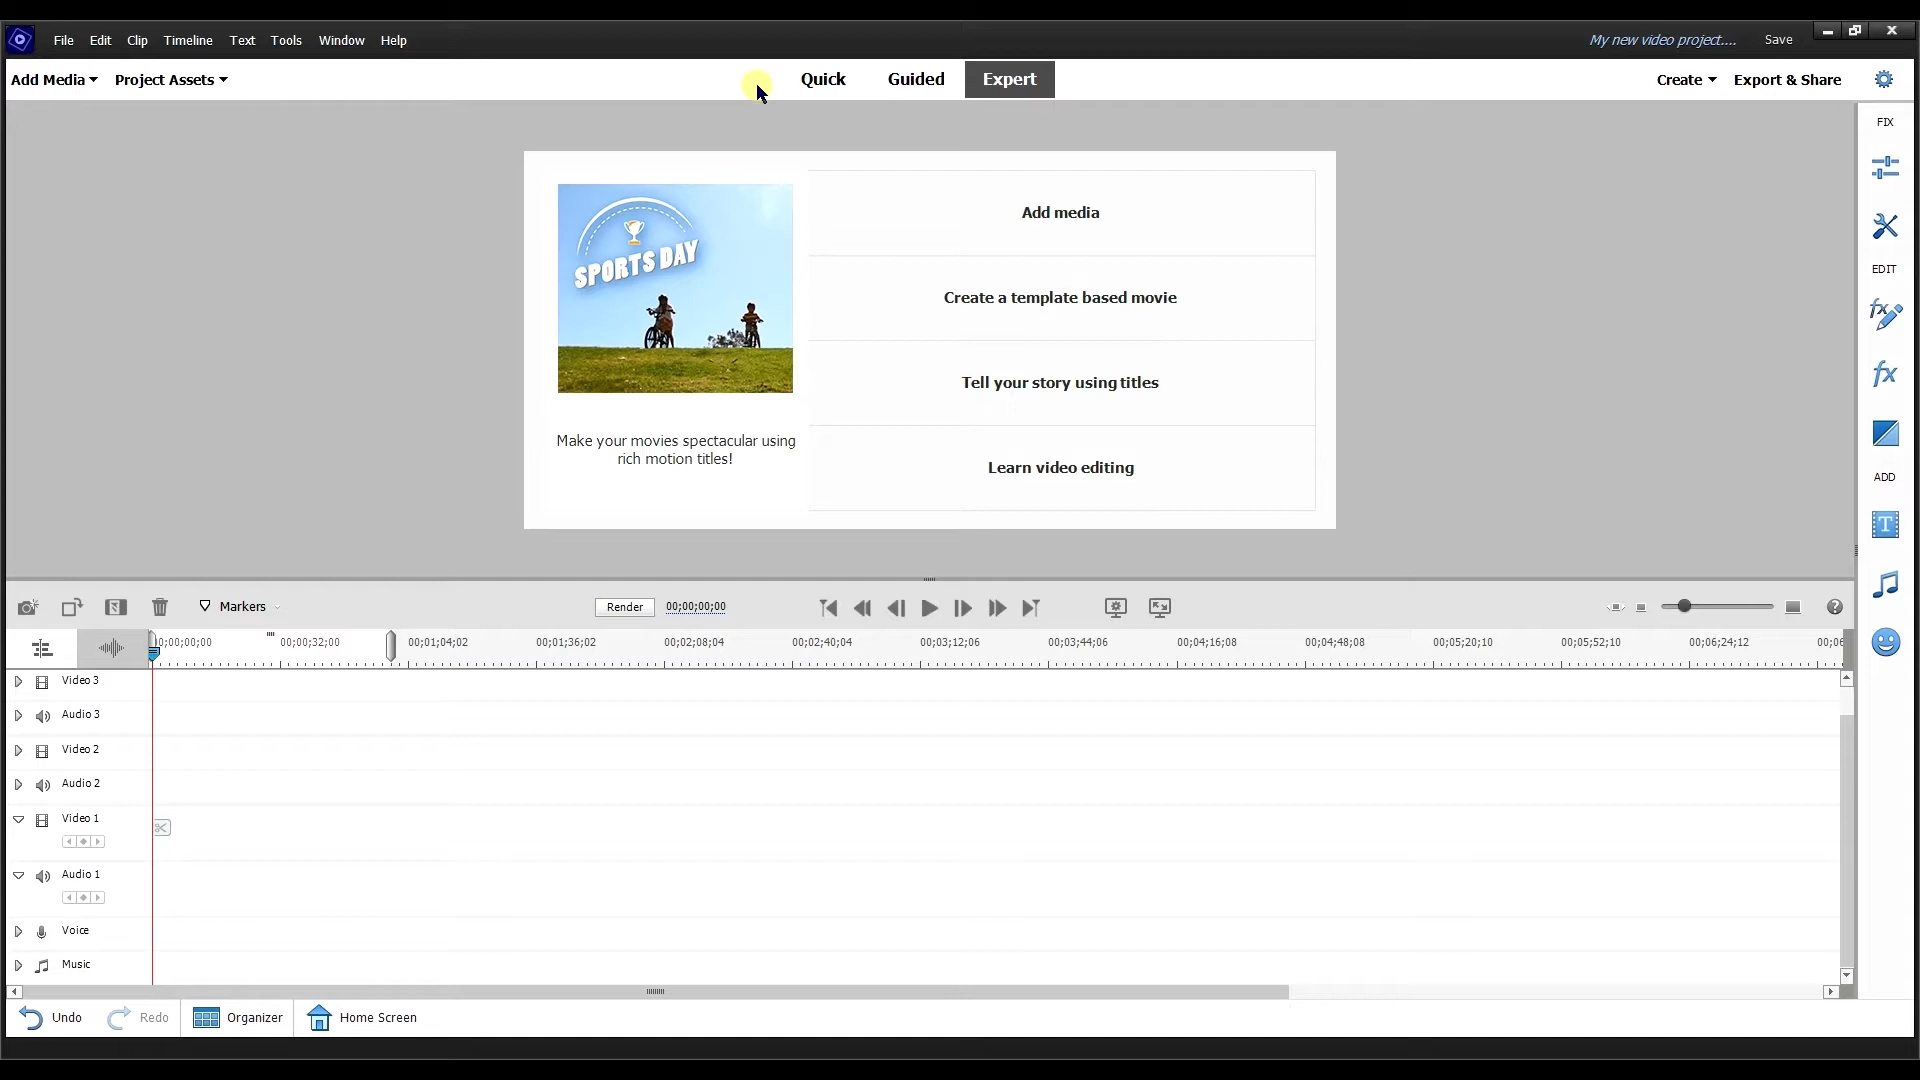 File Edit Clip Timeline Text Tools Window Help
My new video project.... Save
Add Media Project Assets
Quick Guided Expert
Create Export & Share
FIX
EDIT
ADD
SPORTS DAY
Make your movies spectacular using
rich motion titles!
Add media
Create a template based movie
Tell your story using titles
Learn video editing
Markers
Render 00;00;00;00
00;00;00;00 00;00;32;00 00;01;04;02 00;01;36;02 00;02;08;04 00;02;40;04 00;03;12;06 00;03;44;06 00;04;16;08 00;04;48;08 00;05;20;10 00;05;52;10 00;06;24;12
Video 3
Audio 3
Video 2
Audio 2
Video 1
Audio 1
Voice
Music
Undo Redo Organizer Home Screen